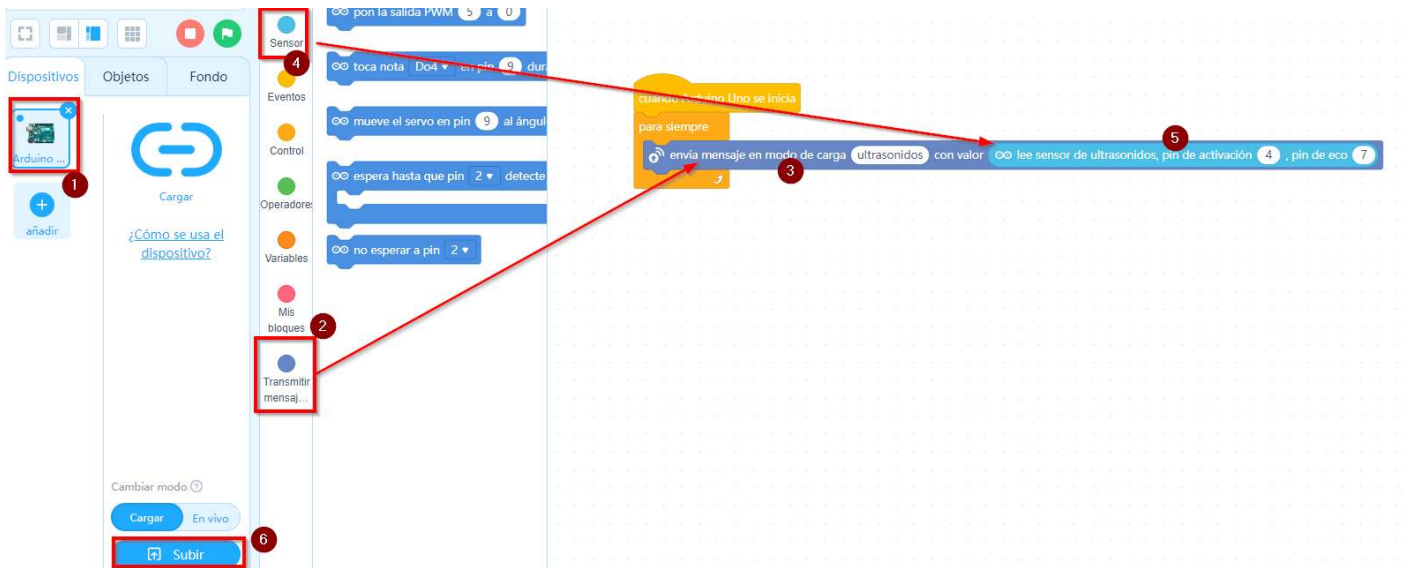 Dispositivos
Objetos
Fondo
Arduino ...
1
añadir
Cargar
¿Cómo se usa el
dispositivo?
Cambiar modo
Cargar
En vivo
6
Subir
Sensor
4
Eventos
Control
Operadores
Variables
Mis
bloques
2
Transmitir
mensaj...
pon la salida PWM 5 a 0
toca nota Do4 en pin 9 dur
mueve el servo en pin 9 al ángul
espera hasta que pin 2 detecte
no esperar a pin 2
cuando Arduino Uno se inicia
para siempre
5
envía mensaje en modo de carga ultrasonidos con valor lee sensor de ultrasonidos, pin de activación 4 , pin de eco 7
3